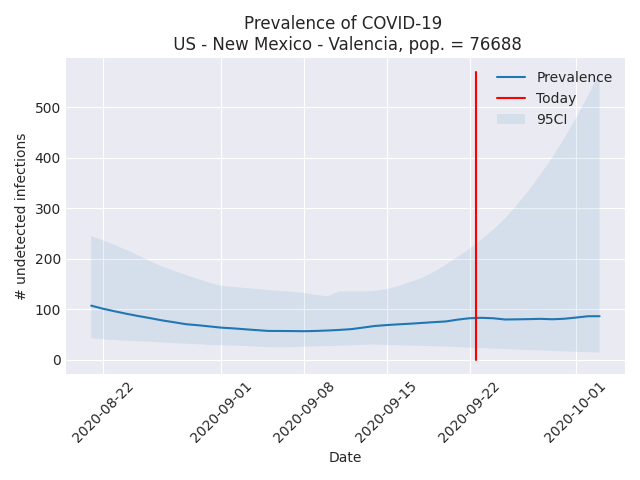 Prevalence of COVID-19
US - New Mexico - Valencia, pop. = 76688
Prevalence
Today
95CI
# undetected infections
500
400
300
200
100
0
2020-08-22
2020-09-01
2020-09-08
2020-09-15
2020-09-22
2020-10-01
Date